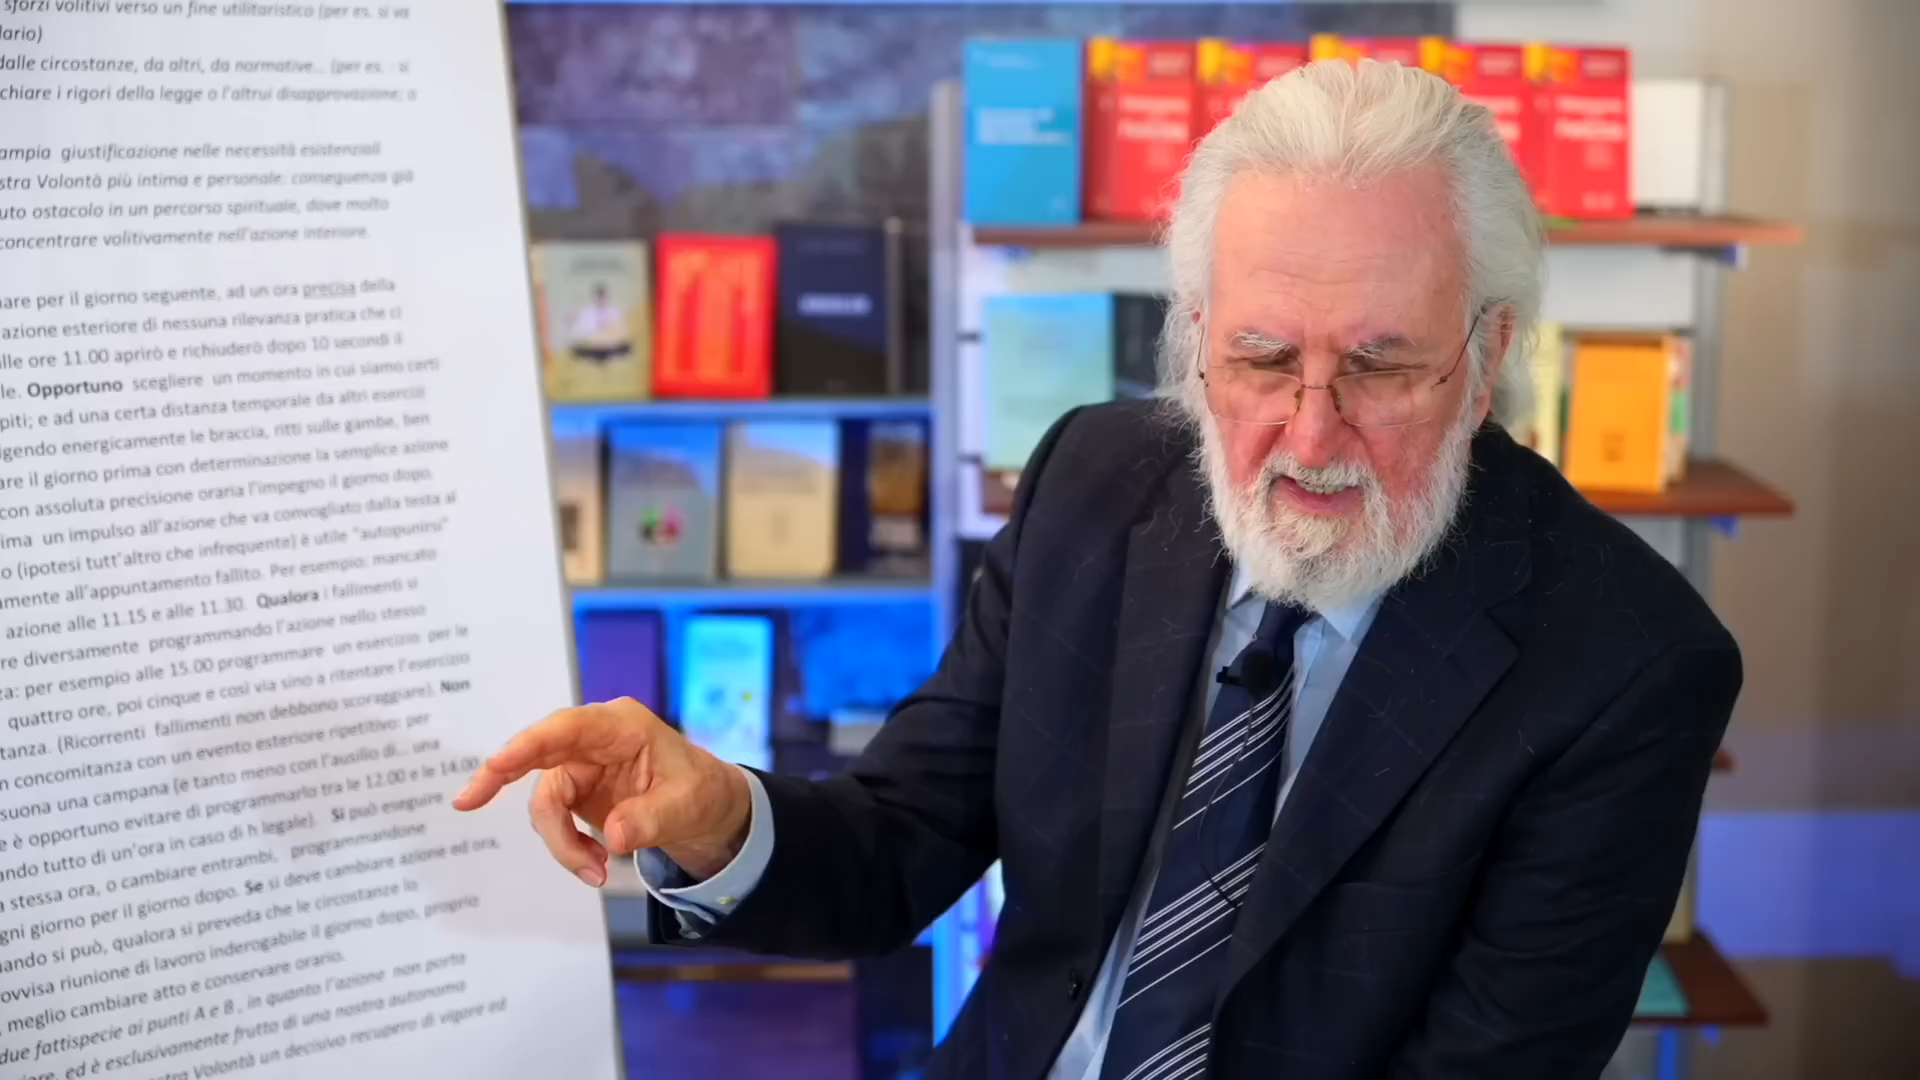 sforzi volitivi verso un fine utilitaristico (per es. si va
lario)
dalle circostanze, da altri, da normative... (per es. : si
chiare i rigori della legge o l'altrui disapprovazione; o
ampia giustificazione nelle necessità esistenziali
stra Volontà più intima e personale: conseguenza già
uto ostacolo in un percorso spirituale, dove molto
concentrare volitivamente nell'azione interiore.
nare per il giorno seguente, ad un ora precisa della
azione esteriore di nessuna rilevanza pratica che ci
lle ore 11.00 aprirò e richiuderò dopo 10 secondi il
le. Opportuno scegliere un momento in cui siamo certi
piti; e ad una certa distanza temporale da altri esercizi
igendo energicamente le braccia, ritti sulle gambe, ben
are il giorno prima con determinazione la semplice azione
con assoluta precisione oraria l'impegno il giorno dopo,
ima un impulso all'azione che va convogliato dalla testa ai
o (ipotesi tutt'altro che infrequente) è utile "autopunirsi"
amente all'appuntamento fallito. Per esempio: mancato
azione alle 11.15 e alle 11.30. Qualora i fallimenti si
re diversamente programmando l'azione nello stesso
za: per esempio alle 15.00 programmare un esercizio per le
quattro ore, poi cinque e così via sino a ritentare l'esercizio
tanza. (Ricorrenti fallimenti non debbono scoraggiare). Non
n concomitanza con un evento esteriore ripetitivo: per
suona una campana (e tanto meno con l'ausilio di... una
e è opportuno evitare di programmarlo tra le 12.00 e le 14.00
ando tutto di un'ora in caso di h legale). Si può eseguire
a stessa ora, o cambiare entrambi, programmandone
gni giorno per il giorno dopo. Se si deve cambiare azione ed ora,
uando si può, qualora si preveda che le circostanze lo
ovvisa riunione di lavoro inderogabile il giorno dopo, proprio
, meglio cambiare atto e conservare orario.
due fattispecie ai punti A e B, in quanto l'azione non porta
iare, ed è esclusivamente frutto di una nostra autonoma
stra Volontà un decisivo recupero di vigore ed